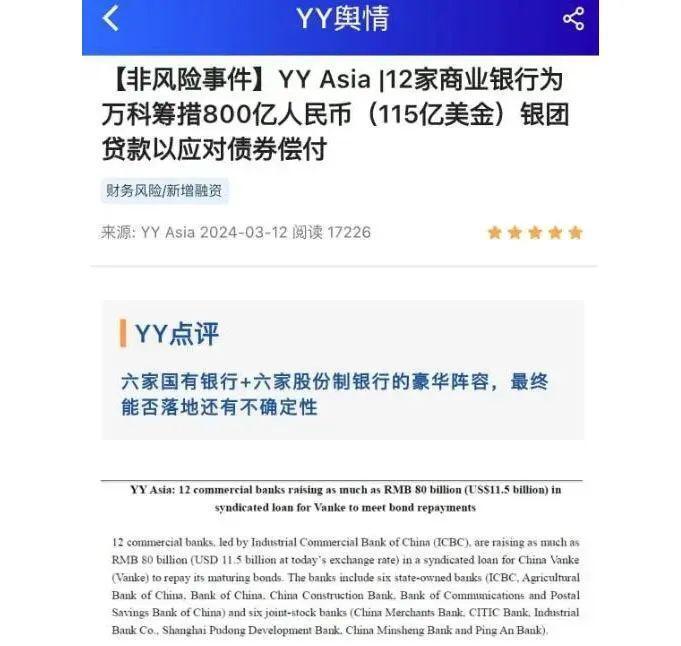 YY舆情
【非风险事件】YY Asia |12家商业银行为
万科筹措800亿人民币（115亿美金）银团
贷款以应对债券偿付
财务风险/新增融资
来源: YY Asia 2024-03-12 阅读 17226
YY点评
六家国有银行+六家股份制银行的豪华阵容，最终
能否落地还有不确定性
YY Asia: 12 commercial banks raising as much as RMB 80 billion (US$11.5 billion) in
syndicated loan for Vanke to meet bond repayments
12 commercial banks, led by Industrial Commercial Bank of China (ICBC), are raising as much as
RMB 80 billion (USD 11.5 billion at today's exchange rate) in a syndicated loan for China Vanke
(Vanke) to repay its maturing bonds. The banks include six state-owned banks (ICBC, Agricultural
Bank of China, Bank of China, China Construction Bank, Bank of Communications and Postal
Savings Bank of China) and six joint-stock banks (China Merchants Bank, CITIC Bank, Industrial
Bank Co., Shanghai Pudong Development Bank, China Minsheng Bank and Ping An Bank).